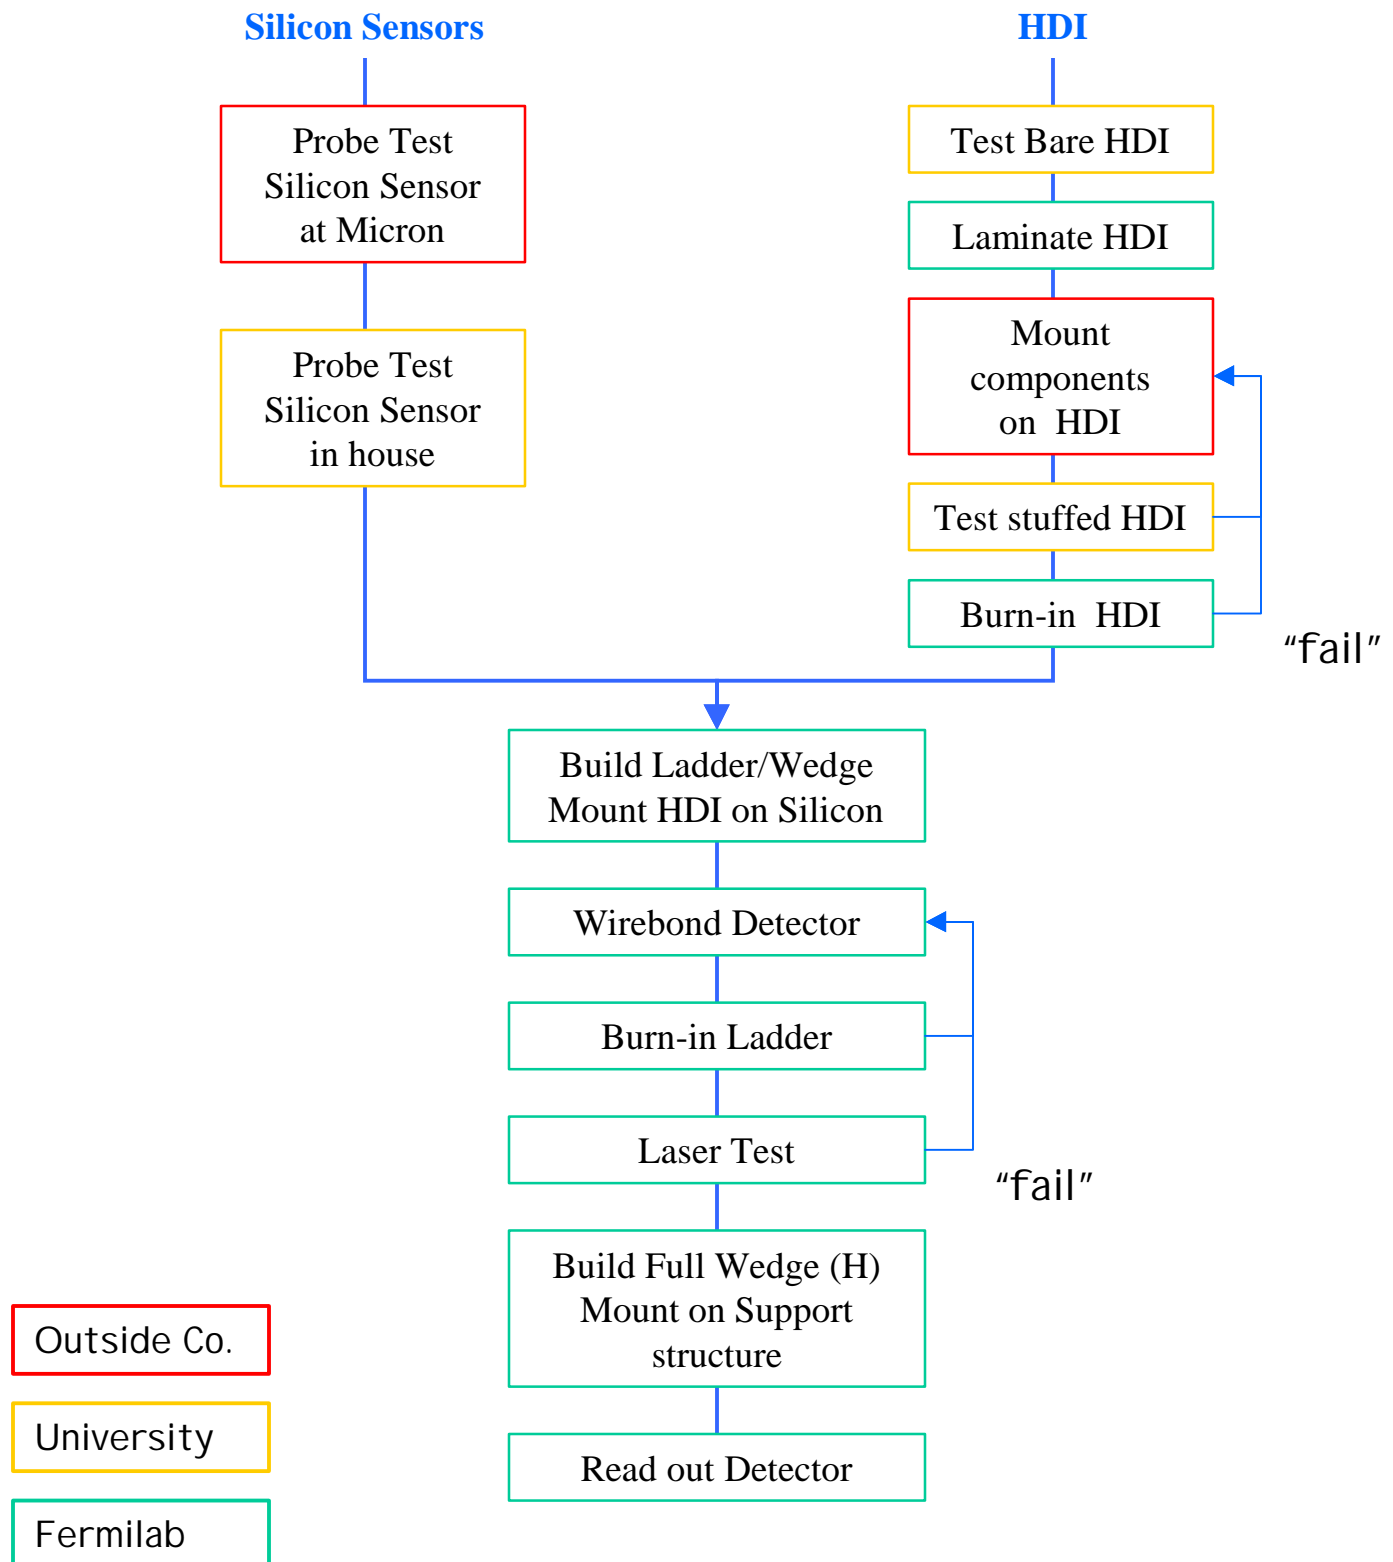 Silicon Sensors
HDI
Probe Test
Silicon Sensor
at Micron
Probe Test
Silicon Sensor
in house
Test Bare HDI
Laminate HDI
Mount
components
on HDI
Test stuffed HDI
Burn-in HDI
“fail”
Build Ladder/Wedge
Mount HDI on Silicon
Wirebond Detector
Burn-in Ladder
Laser Test
“fail”
Build Full Wedge (H)
Mount on Support
structure
Read out Detector
Outside Co.
University
Fermilab